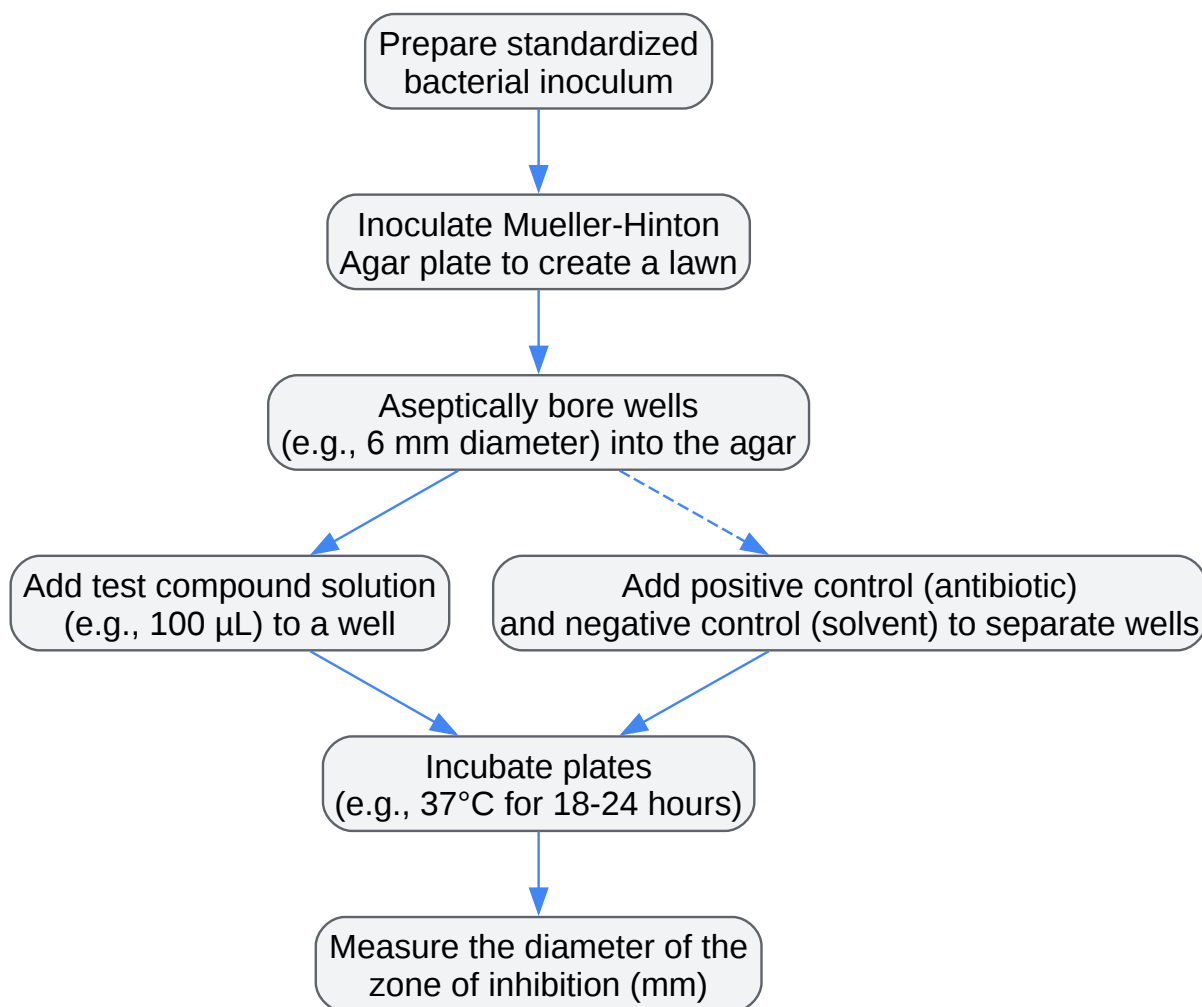 Prepare standardized
bacterial inoculum
Inoculate Mueller-Hinton
Agar plate to create a lawn
Aseptically bore wells
(e.g., 6 mm diameter) into the agar
Add test compound solution
(e.g., 100 µL) to a well
Add positive control (antibiotic)
and negative control (solvent) to separate wells
Incubate plates
(e.g., 37°C for 18-24 hours)
Measure the diameter of the
zone of inhibition (mm)